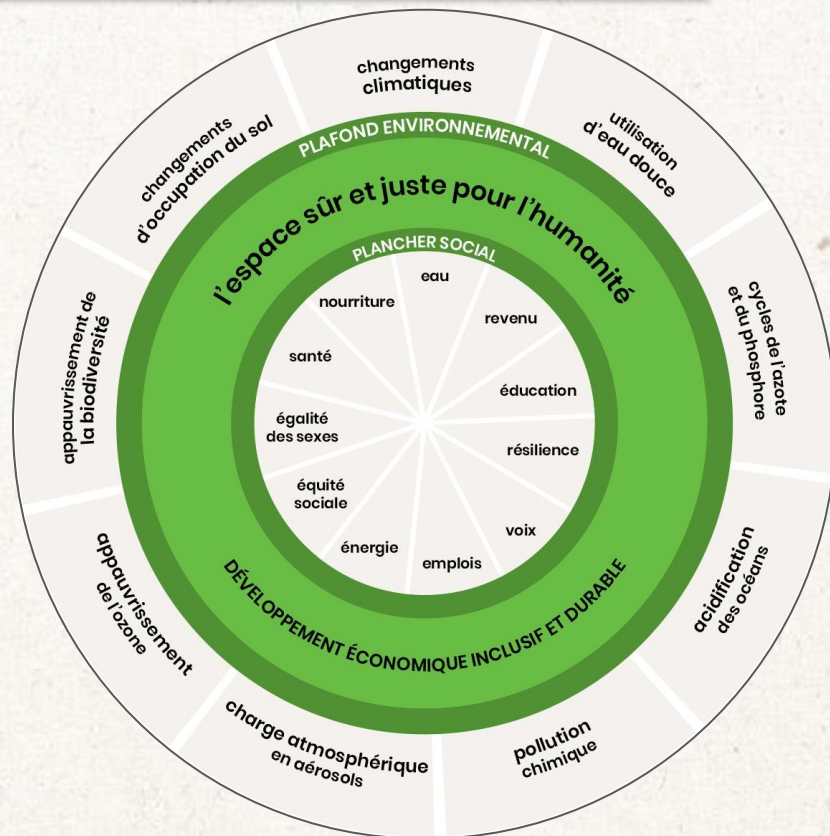 changements
climatiques
utilisation
d'eau douce
cycles de l'azote
et du phosphore
acidification
des océans
pollution
chimique
charge atmosphérique
en aérosols
appauvrissement
de l'ozone
appauvrissement de
la biodiversité
changements
d'occupation du sol
PLAFOND ENVIRONNEMENTAL
l'espace sûr et juste pour l'humanité
PLANCHER SOCIAL
eau
revenu
éducation
résilience
voix
emplois
énergie
équité
sociale
égalité
des sexes
santé
nourriture
DÉVELOPPEMENT ÉCONOMIQUE INCLUSIF ET DURABLE